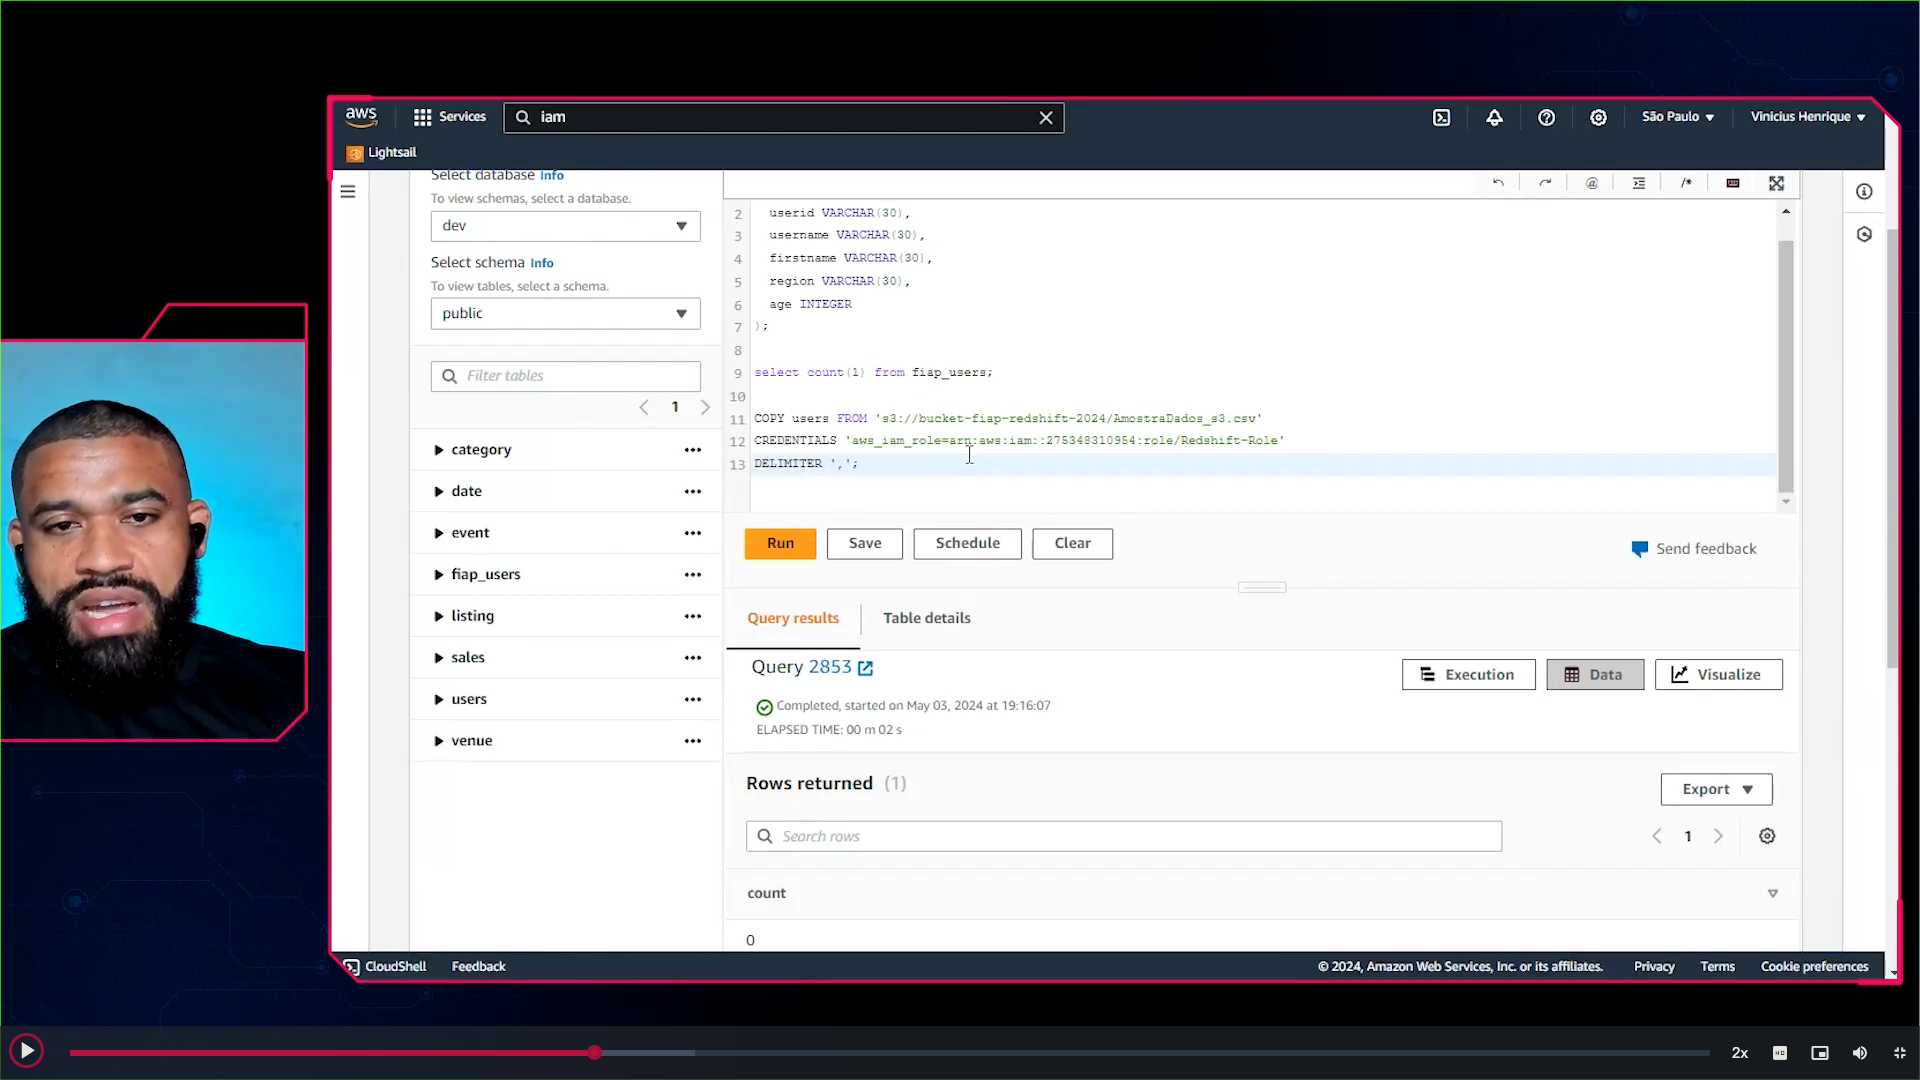 aws
Services
iam
São Paulo
Vinicius Henrique
Lightsail
Select database Info
To view schemas, select a database.
dev
Select schema Info
To view tables, select a schema.
public
Filter tables
1
category
date
event
fiap_users
listing
sales
users
venue
2 userid VARCHAR(30),
3 username VARCHAR(30),
4 firstname VARCHAR(30),
5 region VARCHAR(30),
6 age INTEGER
7 );
8
9 select count(1) from fiap_users;
10
11 COPY users FROM 's3://bucket-fiap-redshift-2024/AmostraDados_s3.csv'
12 CREDENTIALS 'aws_iam_role=arn:aws:iam::275348310954:role/Redshift-Role'
13 DELIMITER ',';
Run
Save
Schedule
Clear
Send feedback
Query results
Table details
Query 2853
Execution
Data
Visualize
Completed, started on May 03, 2024 at 19:16:07
ELAPSED TIME: 00 m 02 s
Rows returned (1)
Export
Search rows
1
count
0
CloudShell
Feedback
© 2024, Amazon Web Services, Inc. or its affiliates.
Privacy
Terms
Cookie preferences
2x
HD